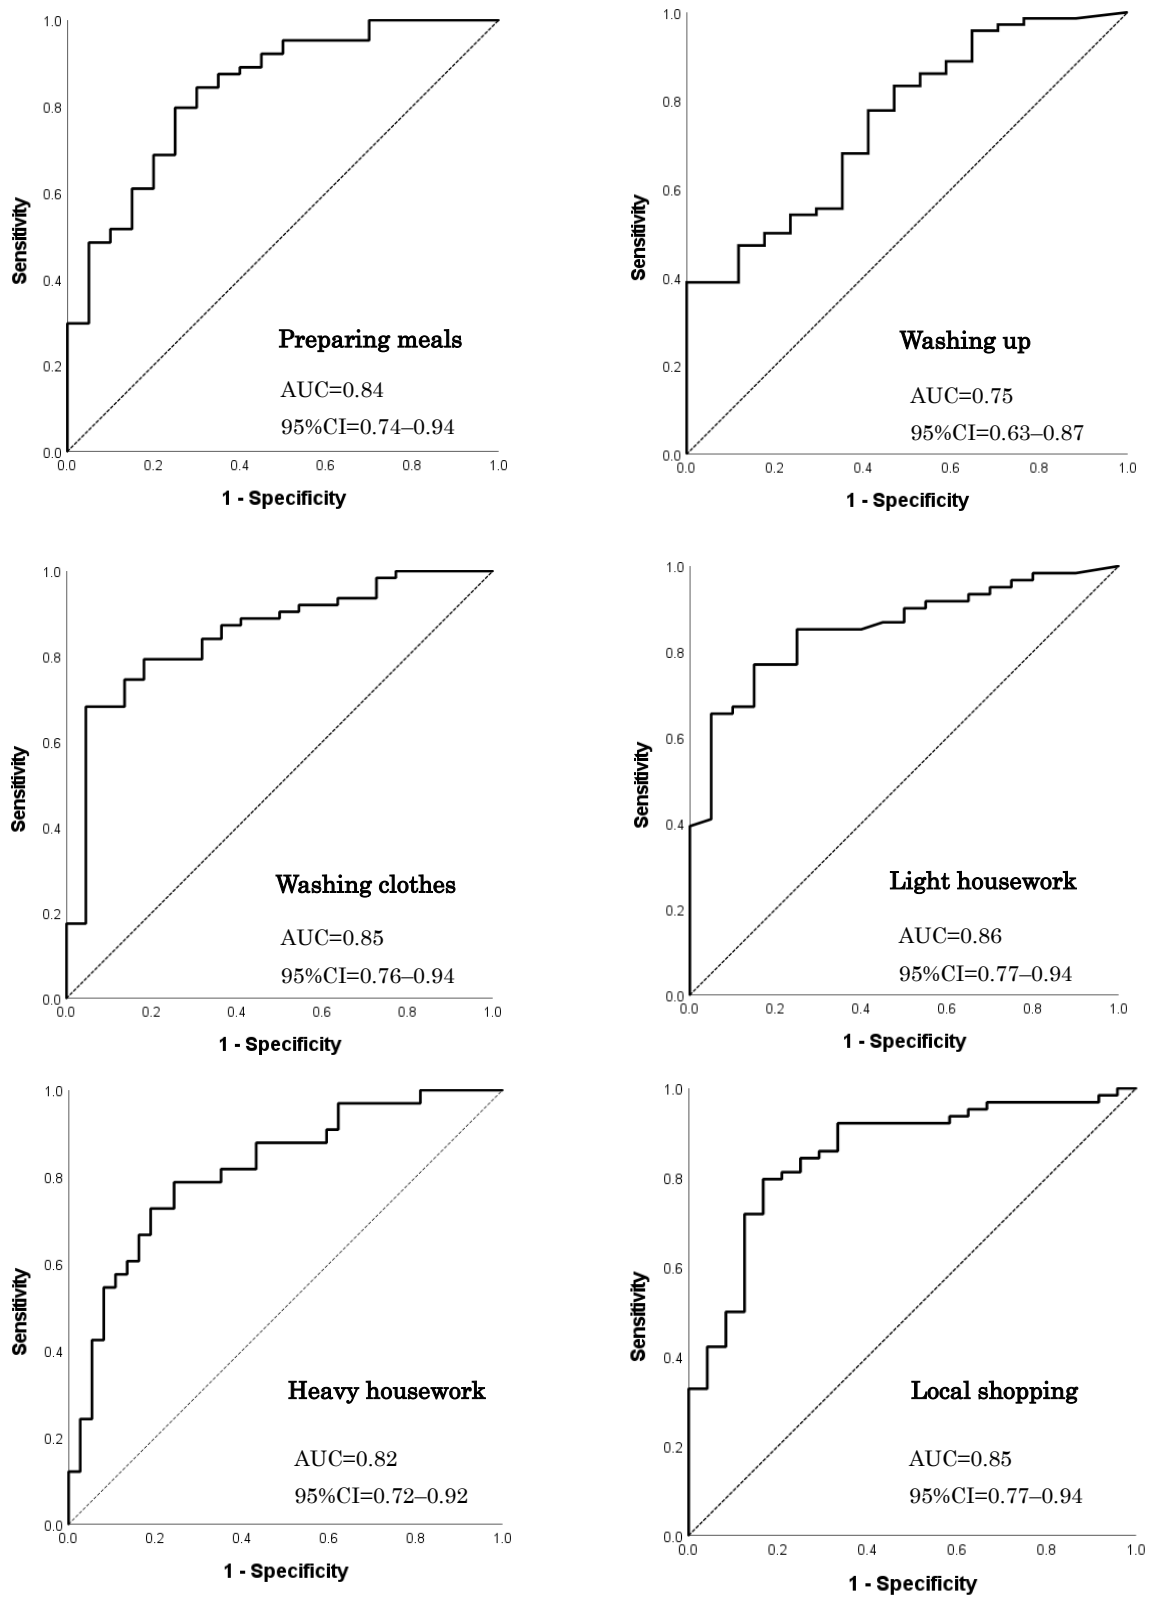 1.0
0.8
0.6
0.4
0.2
0.0
Sensitivity
Preparing meals
AUC=0.84
95%CI=0.74–0.94
0.0 0.2 0.4 0.6 0.8 1.0
1 - Specificity
1.0
0.8
0.6
0.4
0.2
0.0
Sensitivity
Washing up
AUC=0.75
95%CI=0.63–0.87
0.0 0.2 0.4 0.6 0.8 1.0
1 - Specificity
1.0
0.8
0.6
0.4
0.2
0.0
Sensitivity
Washing clothes
AUC=0.85
95%CI=0.76–0.94
0.0 0.2 0.4 0.6 0.8 1.0
1 - Specificity
1.0
0.8
0.6
0.4
0.2
0.0
Sensitivity
Light housework
AUC=0.86
95%CI=0.77–0.94
0.0 0.2 0.4 0.6 0.8 1.0
1 - Specificity
1.0
0.8
0.6
0.4
0.2
0.0
Sensitivity
Heavy housework
AUC=0.82
95%CI=0.72–0.92
0.0 0.2 0.4 0.6 0.8 1.0
1 - Specificity
1.0
0.8
0.6
0.4
0.2
0.0
Sensitivity
Local shopping
AUC=0.85
95%CI=0.77–0.94
0.0 0.2 0.4 0.6 0.8 1.0
1 - Specificity